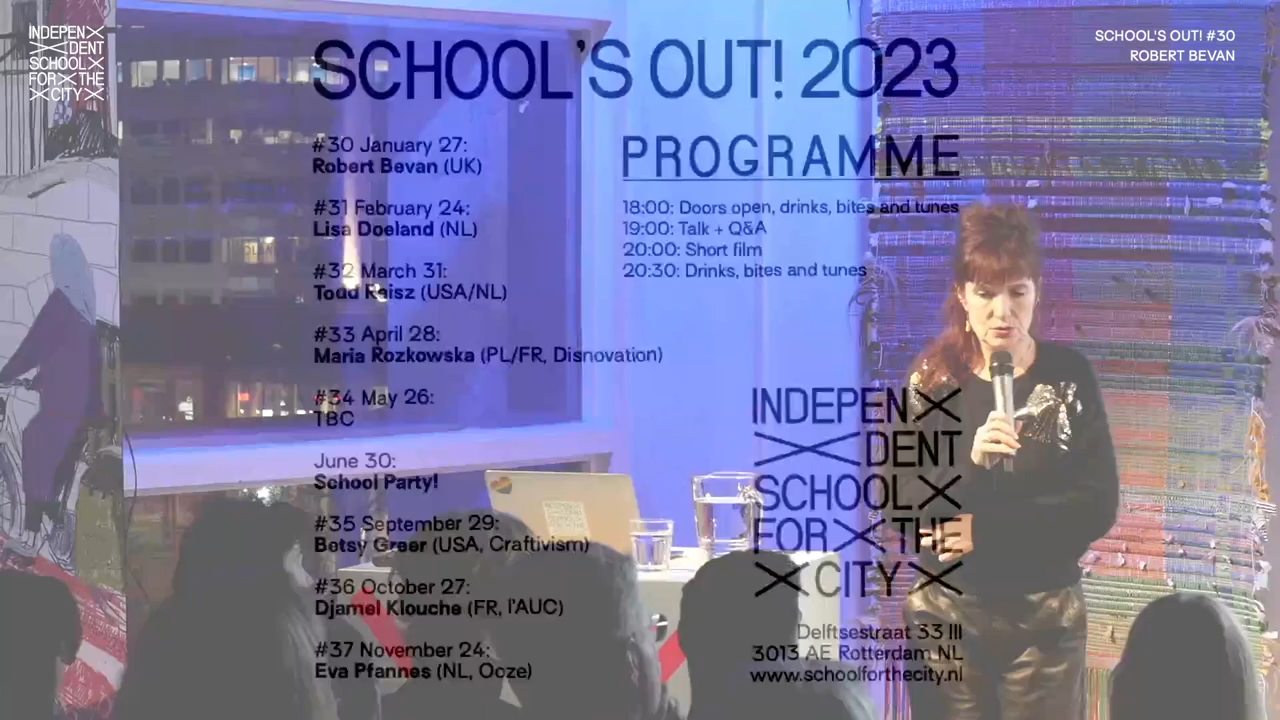 INDEPEN
DENT
SCHOOL
FOR THE
CITY
SCHOOL'S OUT! #30
ROBERT BEVAN
SCHOOL'S OUT! 2023
#30 January 27:
Robert Bevan (UK)
#31 February 24:
Lisa Doeland (NL)
#32 March 31:
Todd Reisz (USA/NL)
#33 April 28:
Maria Rozkowska (PL/FR, Disnovation)
#34 May 26:
TBC
June 30:
School Party!
#35 September 29:
Betsy Greer (USA, Craftivism)
#36 October 27:
Djamel Klouche (FR, l'AUC)
#37 November 24:
Eva Pfannes (NL, Ooze)
PROGRAMME
18:00: Doors open, drinks, bites and tunes
19:00: Talk + Q&A
20:00: Short film
20:30: Drinks, bites and tunes
INDEPEN
DENT
SCHOOL
FOR THE
CITY
Delftsestraat 33 III
3013 AE Rotterdam NL
www.schoolforthecity.nl